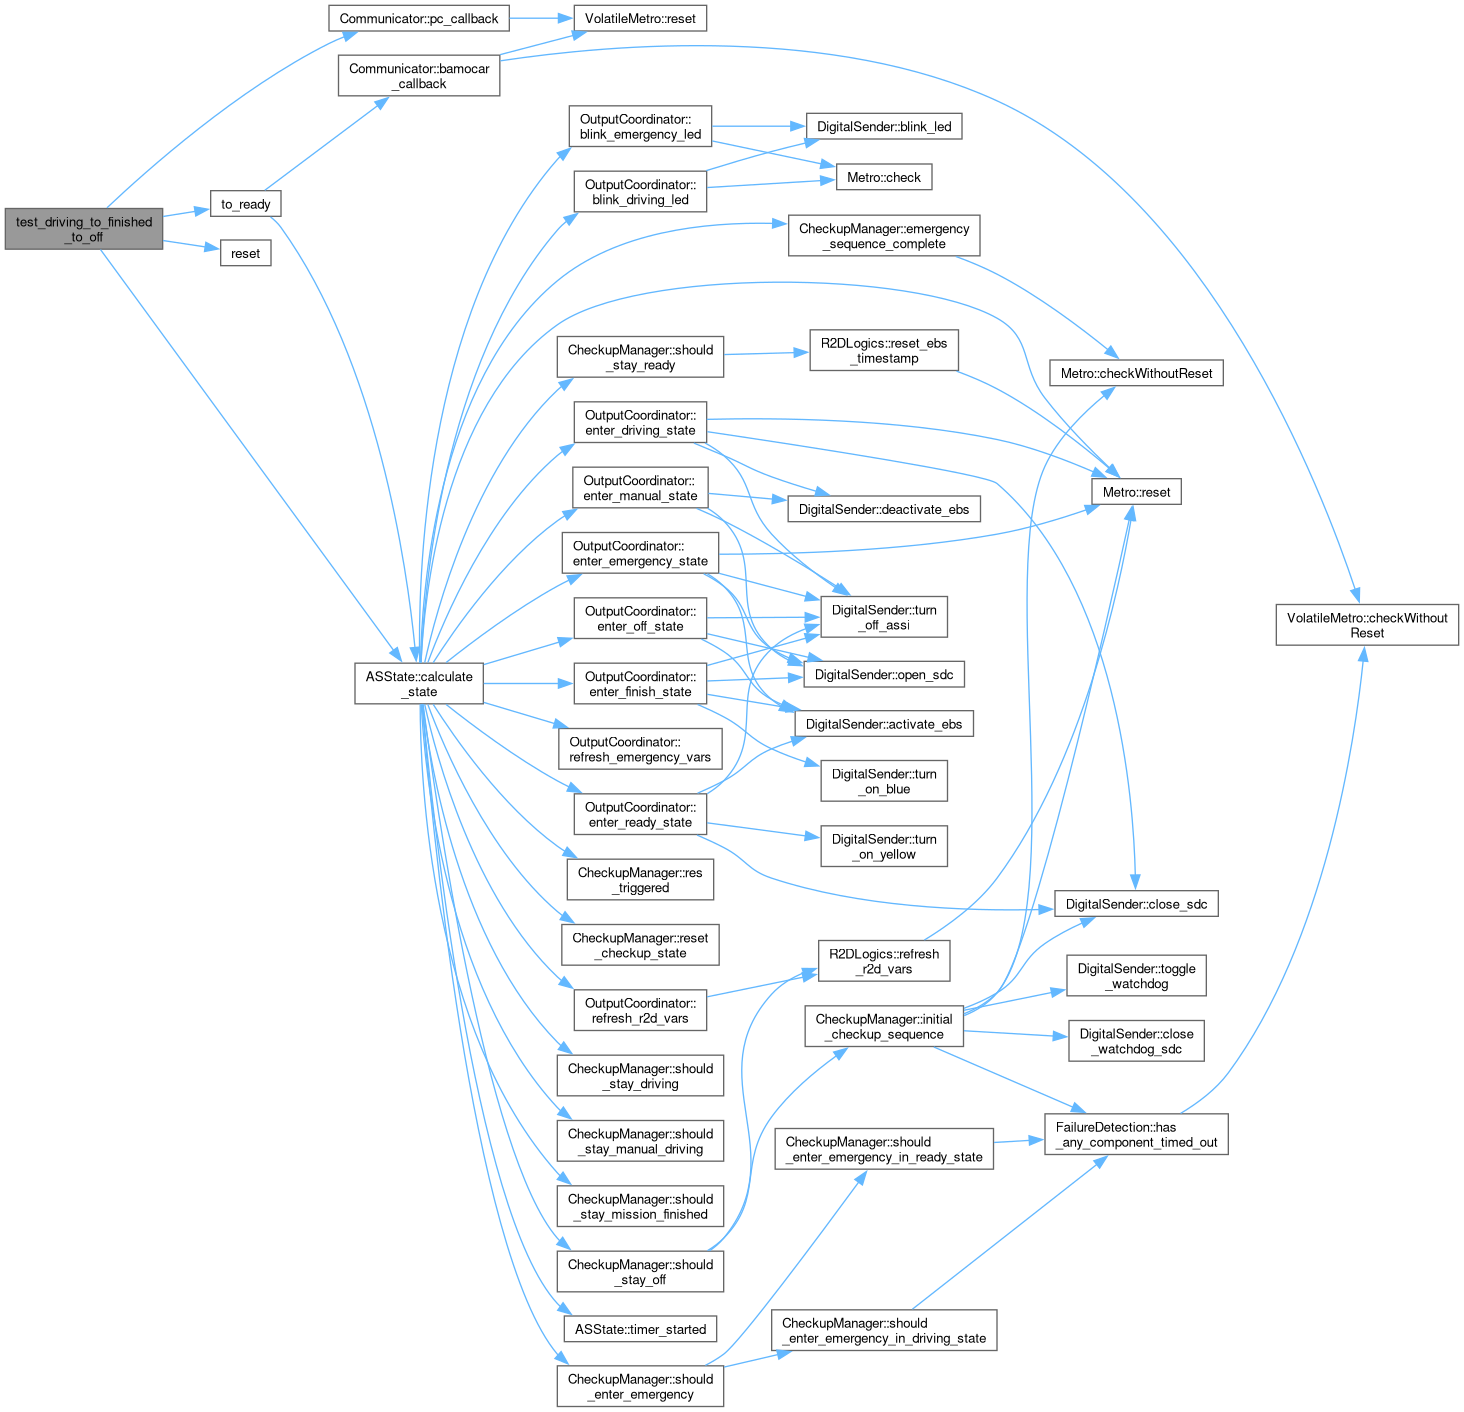 test_driving_to_finished
_to_off
Communicator::pc_callback
VolatileMetro::reset
Communicator::bamocar
_callback
to_ready
reset
OutputCoordinator::
blink_emergency_led
DigitalSender::blink_led
OutputCoordinator::
blink_driving_led
Metro::check
CheckupManager::emergency
_sequence_complete
CheckupManager::should
_stay_ready
R2DLogics::reset_ebs
_timestamp
Metro::checkWithoutReset
OutputCoordinator::
enter_driving_state
OutputCoordinator::
enter_manual_state
DigitalSender::deactivate_ebs
Metro::reset
OutputCoordinator::
enter_emergency_state
OutputCoordinator::
enter_off_state
DigitalSender::turn
_off_assi
VolatileMetro::checkWithout
Reset
ASState::calculate
_state
OutputCoordinator::
enter_finish_state
DigitalSender::open_sdc
OutputCoordinator::
refresh_emergency_vars
DigitalSender::activate_ebs
DigitalSender::turn
_on_blue
OutputCoordinator::
enter_ready_state
DigitalSender::turn
_on_yellow
CheckupManager::res
_triggered
DigitalSender::close_sdc
CheckupManager::reset
_checkup_state
R2DLogics::refresh
_r2d_vars
DigitalSender::toggle
_watchdog
OutputCoordinator::
refresh_r2d_vars
CheckupManager::initial
_checkup_sequence
DigitalSender::close
_watchdog_sdc
CheckupManager::should
_stay_driving
CheckupManager::should
_stay_manual_driving
CheckupManager::should
_enter_emergency_in_ready_state
FailureDetection::has
_any_component_timed_out
CheckupManager::should
_stay_mission_finished
CheckupManager::should
_stay_off
ASState::timer_started
CheckupManager::should
_enter_emergency_in_driving_state
CheckupManager::should
_enter_emergency